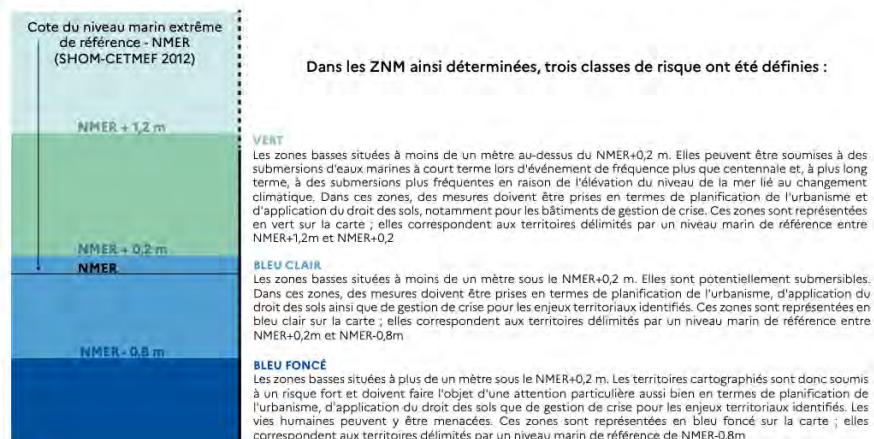 Cote du niveau marin extrême
de référence - NMER
(SHOM-CETMEF 2012)
NMER + 1,2 m
NMER + 0,2 m
NMER
NMER - 0,8 m
Dans les ZNM ainsi déterminées, trois classes de risque ont été définies :
VERT
Les zones basses situées à moins de un mètre au-dessus du NMER+0,2 m. Elles peuvent être soumises à des
submersions d'eaux marines à court terme lors d'événement de fréquence plus que centennale et, à plus long
terme, à des submersions plus fréquentes en raison de l'élévation du niveau de la mer lié au changement
climatique. Dans ces zones, des mesures doivent être prises en termes de planification de l'urbanisme et
d'application du droit des sols, notamment pour les bâtiments de gestion de crise. Ces zones sont représentées
en vert sur la carte ; elles correspondent aux territoires délimités par un niveau marin de référence entre
NMER+1,2m et NMER+0,2
BLEU CLAIR
Les zones basses situées à moins de un mètre sous le NMER+0,2 m. Elles sont potentiellement submersibles.
Dans ces zones, des mesures doivent être prises en termes de planification de l'urbanisme, d'application du
droit des sols ainsi que de gestion de crise pour les enjeux territoriaux identifiés. Ces zones sont représentées en
bleu clair sur la carte ; elles correspondent aux territoires délimités par un niveau marin de référence entre
NMER+0,2m et NMER-0,8m
BLEU FONCÉ
Les zones basses situées à plus de un mètre sous le NMER+0,2 m. Les territoires cartographiés sont donc soumis
à un risque fort et doivent faire l'objet d'une attention particulière aussi bien en termes de planification de
l'urbanisme, d'application du droit des sols que de gestion de crise pour les enjeux territoriaux identifiés. Les
vies humaines peuvent y être menacées. Ces zones sont représentées en bleu foncé sur la carte ; elles
correspondent aux territoires délimités par un niveau marin de référence de NMER-0,8m